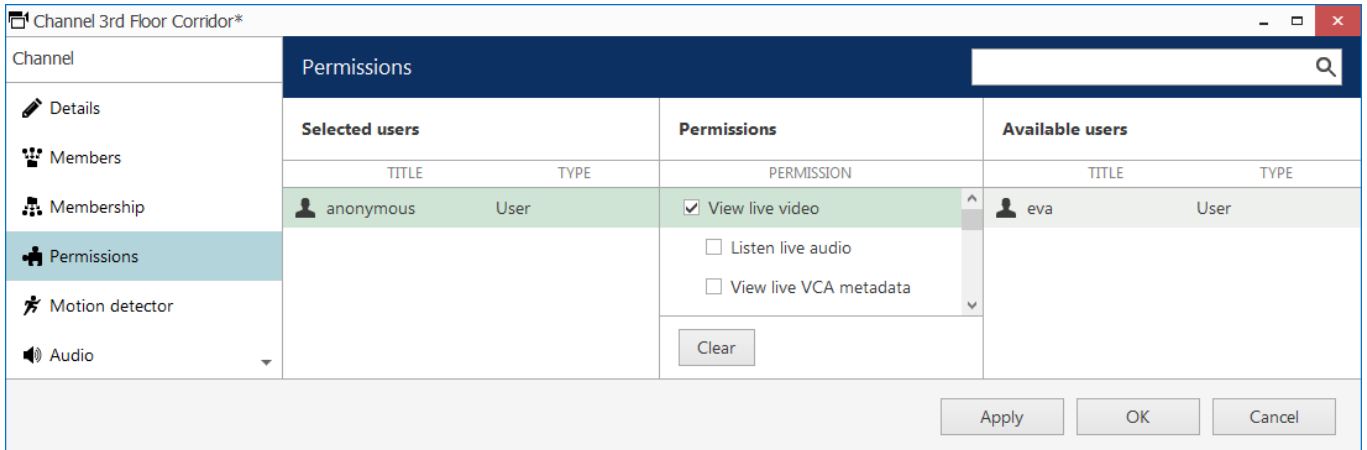 Channel 3rd Floor Corridor*
Channel
Details
Members
Membership
Permissions
Motion detector
Audio
Permissions
Selected users
TITLE TYPE
anonymous User
Permissions
PERMISSION
View live video
Listen live audio
View live VCA metadata
Clear
Available users
TITLE TYPE
eva User
Apply OK Cancel